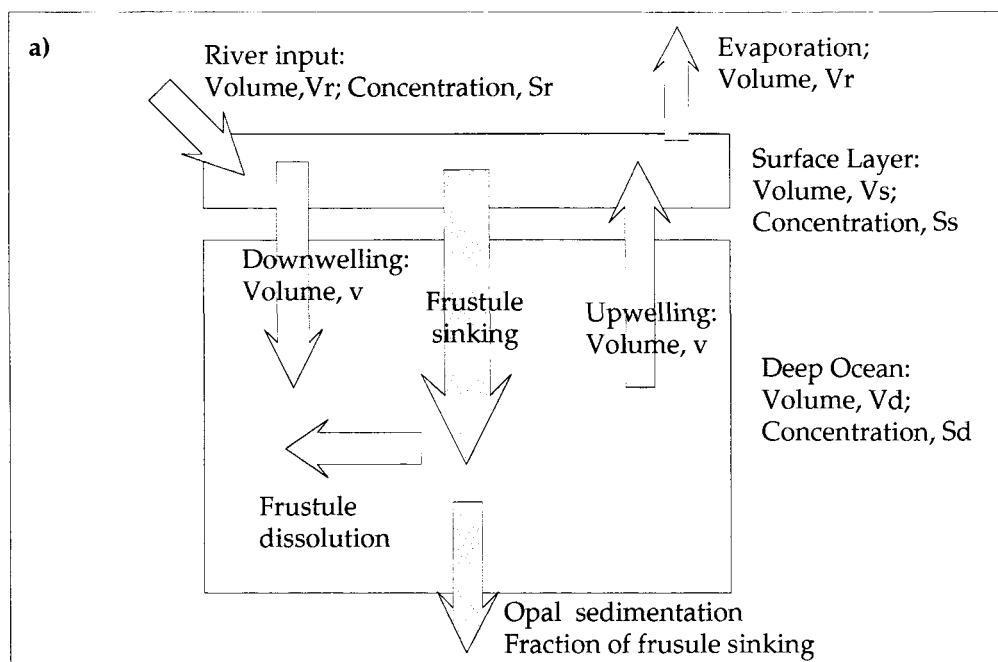 a)
River input:
Volume,Vr; Concentration, Sr
Evaporation;
Volume, Vr
Surface Layer:
Volume, Vs;
Concentration, Ss
Downwelling:
Volume, v
Frustule
sinking
Upwelling:
Volume, v
Deep Ocean:
Volume, Vd;
Concentration, Sd
Frustule
dissolution
Opal sedimentation
Fraction of frusule sinking